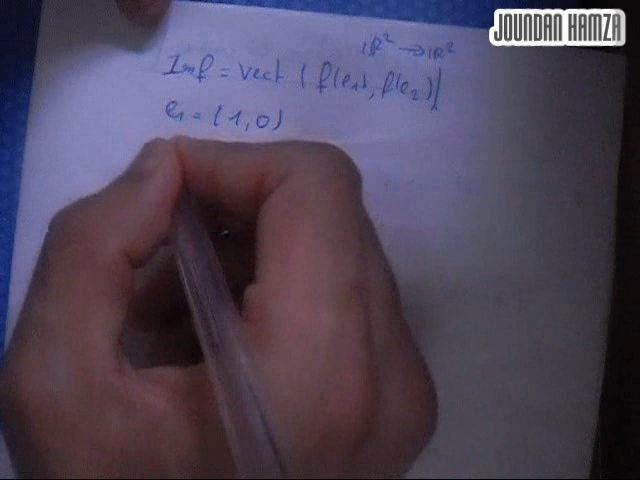 JOUNDAN HAMZA
ℝ² → ℝ²
Imf = Vect (f(e₁), f(e₂))
e₁ = (1, 0)